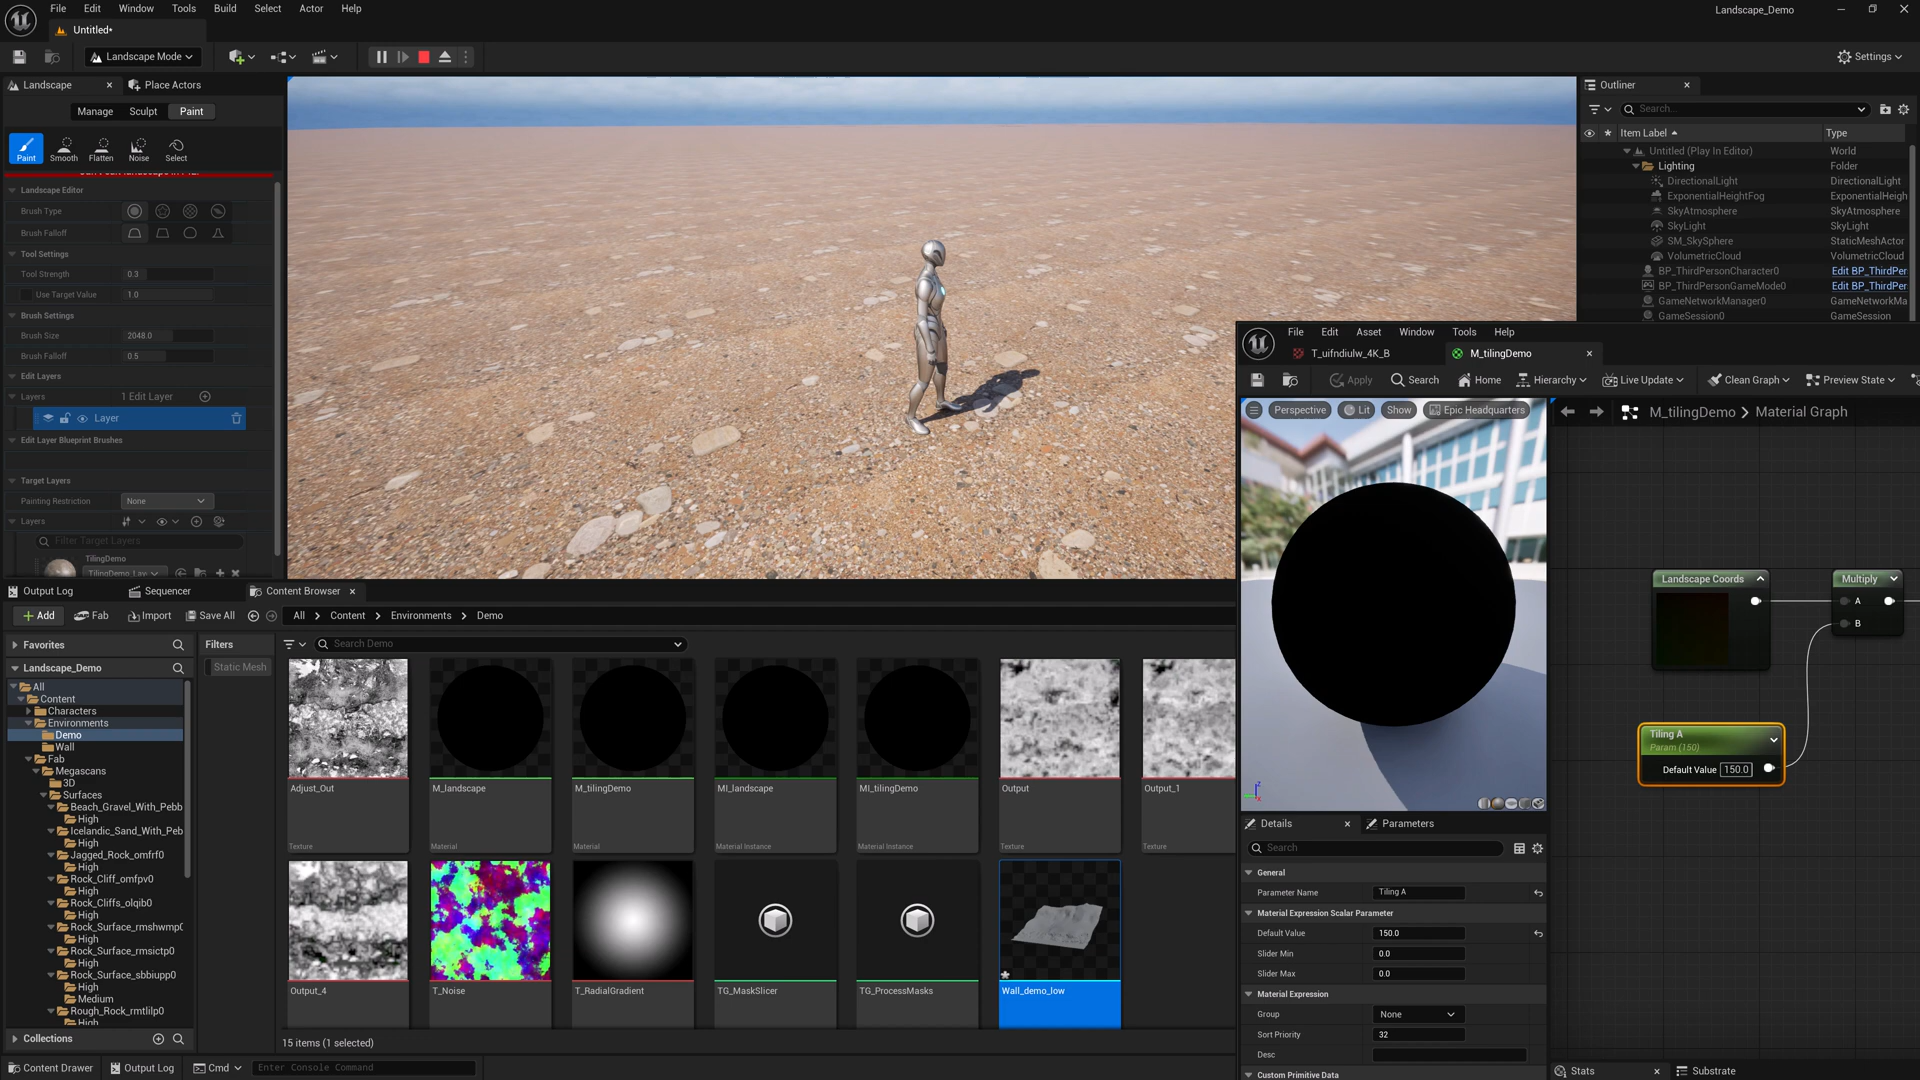 File Edit Window Tools Build Select Actor Help
Landscape_Demo
Untitled*
Landscape Mode
Settings
Landscape
Place Actors
Manage Sculpt Paint
Paint Smooth Flatten Noise Select
Landscape Editor
Brush Type
Brush Falloff
Tool Settings
Tool Strength 0.3
Use Target Value 1.0
Brush Settings
Brush Size 2048.0
Brush Falloff 0.5
Edit Layers
Layers 1 Edit Layer
Layer
Edit Layer Blueprint Brushes
Target Layers
Painting Restriction None
Layers
Filter Target Layers
TilingDemo
Outliner
Search...
Item Label Type
Untitled (Play In Editor) World
Lighting Folder
DirectionalLight DirectionalLight
ExponentialHeightFog ExponentialHeigh
SkyAtmosphere SkyAtmosphere
SkyLight SkyLight
SM_SkySphere StaticMeshActor
VolumetricCloud VolumetricCloud
BP_ThirdPersonCharacter0 Edit BP_ThirdPer
BP_ThirdPersonGameMode0 Edit BP_ThirdPer
GameNetworkManager0 GameNetworkMa
GameSession0 GameSession
File Edit Asset Window Tools Help
T_uifndiulw_4K_B
M_tilingDemo
Apply Search Home Hierarchy Live Update Clean Graph Preview State
Perspective Lit Show Epic Headquarters
M_tilingDemo > Material Graph
Landscape Coords
Multiply
A
B
Tiling A
Param (150)
Default Value 150.0
Details
Parameters
Search
General
Parameter Name Tiling A
Material Expression Scalar Parameter
Default Value 150.0
Slider Min 0.0
Slider Max 0.0
Material Expression
Group None
Sort Priority 32
Desc
Custom Primitive Data
Stats
Substrate
Output Log
Sequencer
Content Browser
Add Fab Import Save All
All > Content > Environments > Demo
Favorites
Landscape_Demo
All
Content
Characters
Environments
Demo
Wall
Fab
Megascans
3D
Surfaces
Beach_Gravel_With_Pebb
High
Icelandic_Sand_With_Peb
High
Jagged_Rock_omfrf0
High
Rock_Cliff_omfpv0
High
Rock_Cliffs_olqib0
High
Rock_Surface_rmshwmp0
High
Rock_Surface_rmsictp0
High
Rock_Surface_sbbiupp0
High
Medium
Rough_Rock_rmtlilp0
High
Collections
Filters
Static Mesh
Search Demo
Adjust_Out
Texture
M_landscape
Material
M_tilingDemo
Material
MI_landscape
Material Instance
MI_tilingDemo
Material Instance
Output
Texture
Output_1
Texture
Output_4
T_Noise
T_RadialGradient
TG_MaskSlicer
TG_ProcessMasks
Wall_demo_low
15 items (1 selected)
Content Drawer
Output Log
Cmd
Enter Console Command